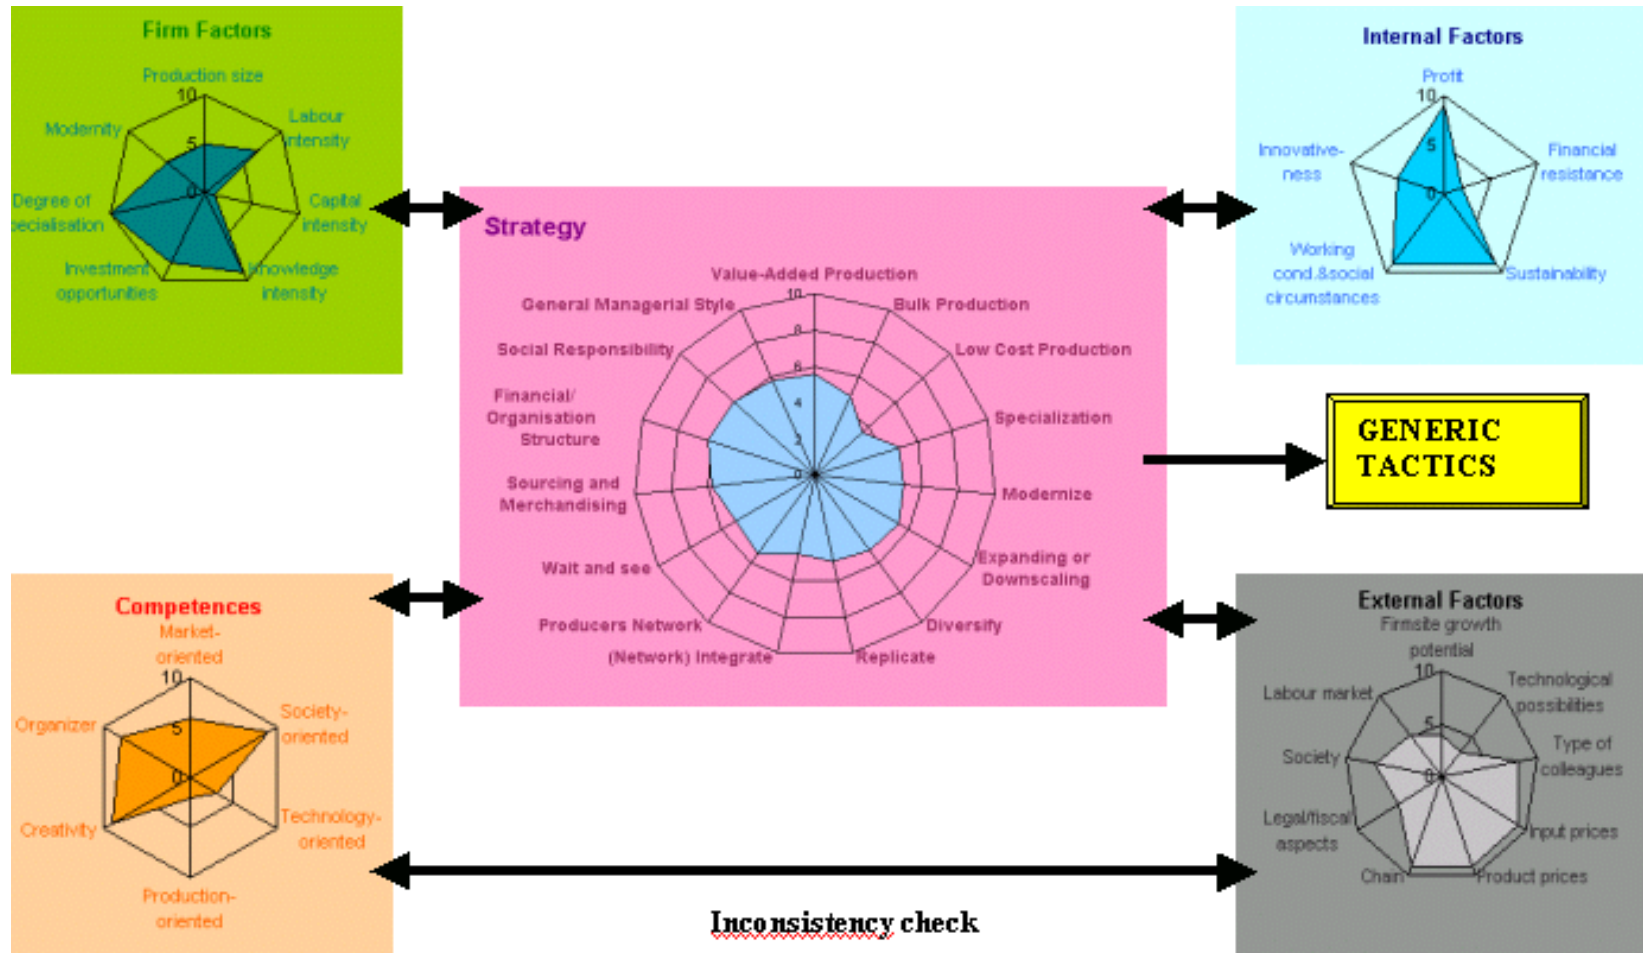 Firm Factors
Production size
10
5
0
Labour
intensity
Capital
intensity
Knowledge
intensity
Investment
opportunities
Degree of
pecialisation
Modernity
Internal Factors
Profit
10
5
0
Financial
resistance
Sustainability
Working
cond.&social
circumstances
Innovative-
ness
Strategy
Value-Added Production
10
8
6
4
2
0
Bulk Production
Low Cost Production
Specialization
Modernize
Expanding or
Downscaling
Diversify
Replicate
(Network) Integrate
Producers Network
Wait and see
Sourcing and
Merchandising
Financial/
Organisation
Structure
Social Responsibility
General Managerial Style
GENERIC
TACTICS
Competences
Market-
oriented
10
5
0
Society-
oriented
Technology-
oriented
Production-
oriented
Creativity
Organizer
External Factors
Firmsite growth
potential
10
5
0
Technological
possibilities
Type of
colleagues
Input prices
Product prices
Chain
Legal/fiscal
aspects
Society
Labour market
Inconsistency check